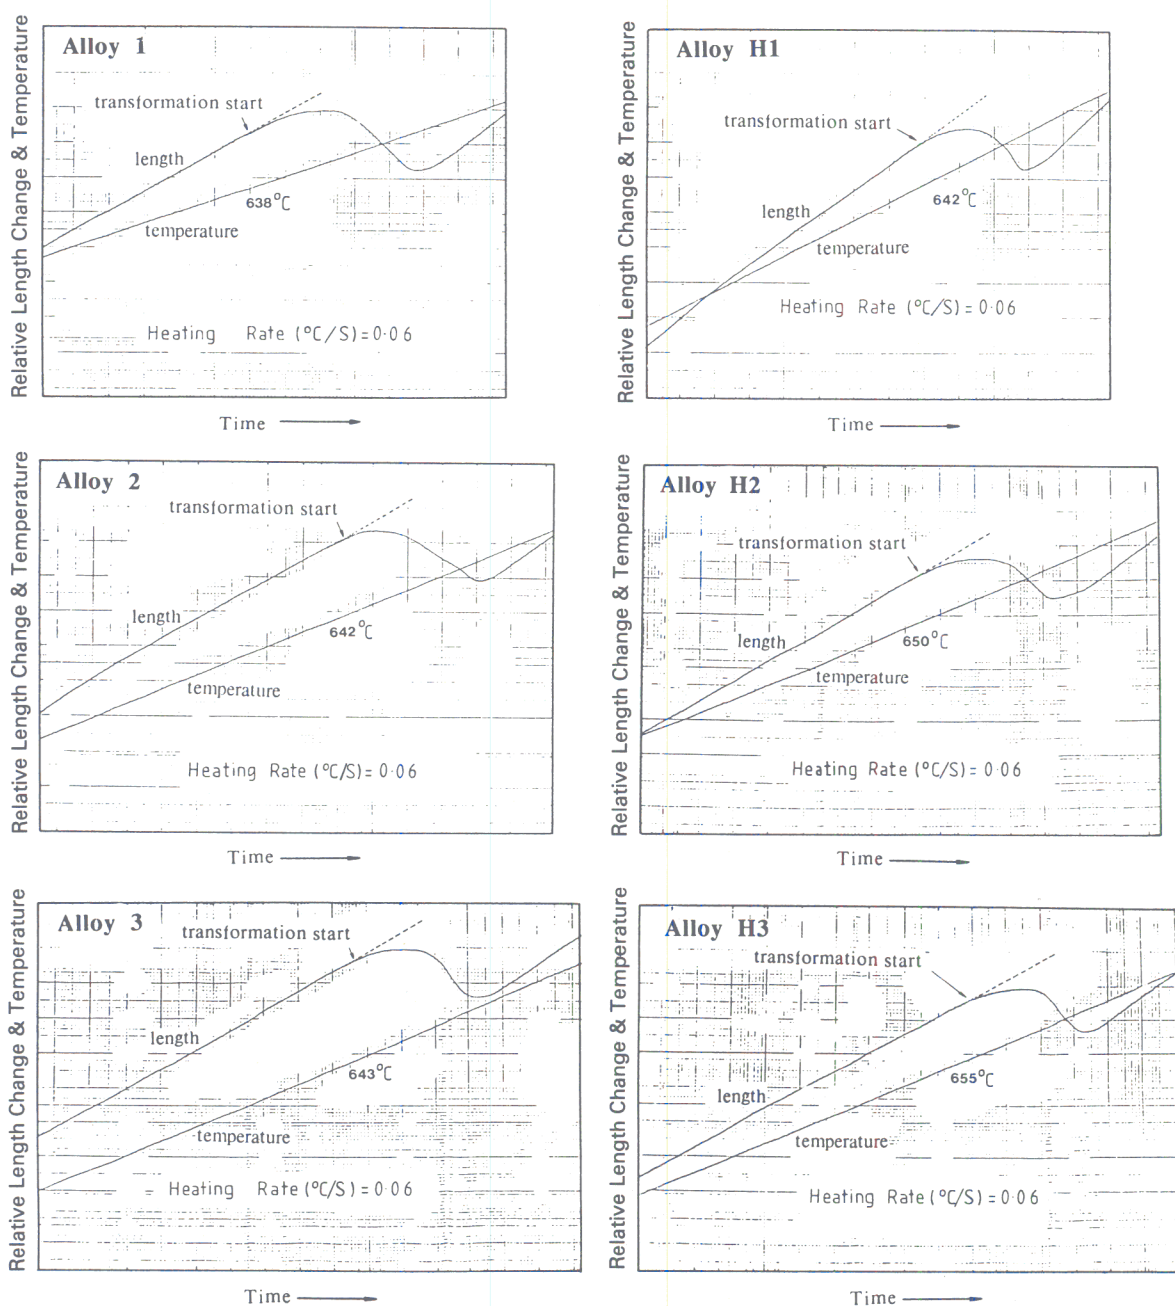 Relative Length Change & Temperature
Alloy 1
transformation start
length
638°C
temperature
Heating Rate (°C/S) = 0·06
Time
Relative Length Change & Temperature
Alloy H1
transformation start
length
642°C
temperature
Heating Rate (°C/S) = 0·06
Time
Relative Length Change & Temperature
Alloy 2
transformation start
length
642°C
temperature
Heating Rate (°C/S) = 0·06
Time
Relative Length Change & Temperature
Alloy H2
transformation start
length
650°C
temperature
Heating Rate (°C/S) = 0·06
Time
Relative Length Change & Temperature
Alloy 3
transformation start
length
643°C
temperature
Heating Rate (°C/S) = 0·06
Time
Relative Length Change & Temperature
Alloy H3
transformation start
length
655°C
temperature
Heating Rate (°C/S) = 0·06
Time